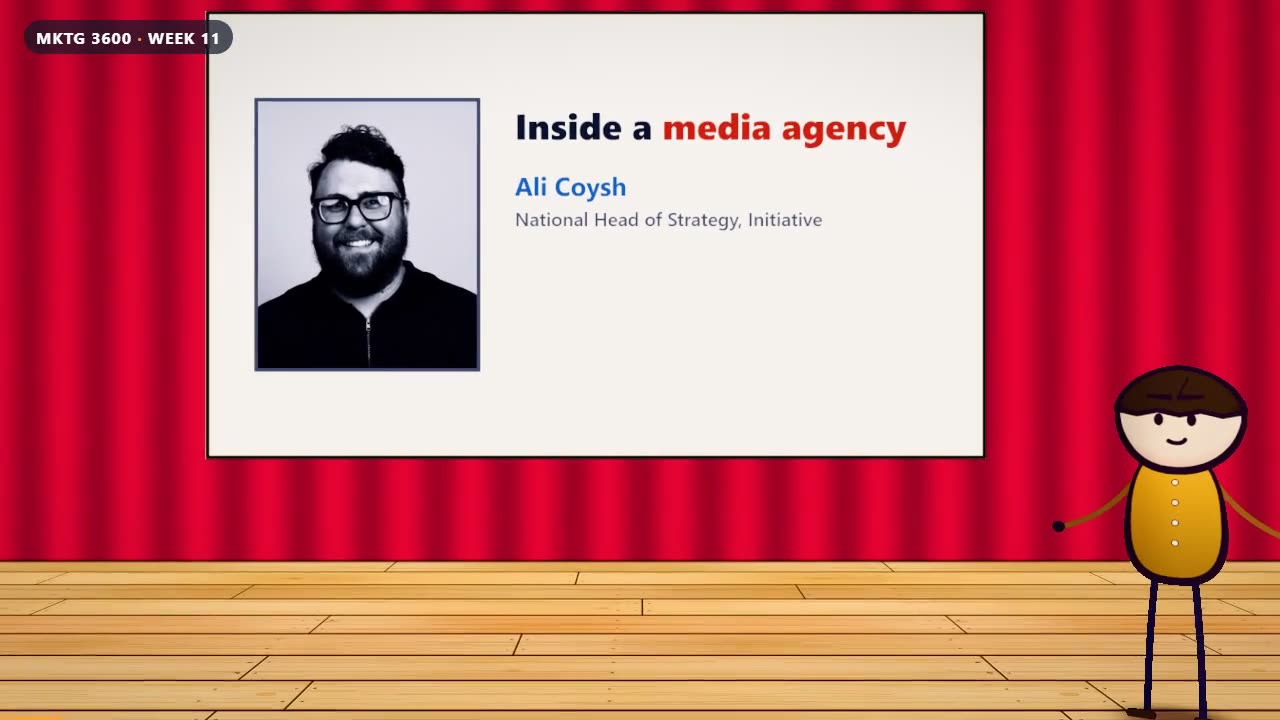 MKTG 3600 · WEEK 11
Inside a media agency
Ali Coysh
National Head of Strategy, Initiative